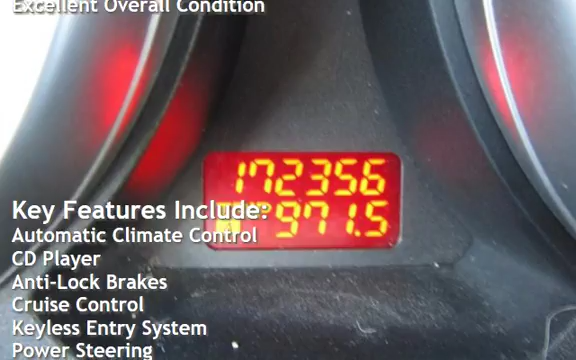 Excellent Overall Condition
172356
971.5
Key Features Include:
Automatic Climate Control
CD Player
Anti-Lock Brakes
Cruise Control
Keyless Entry System
Power Steering